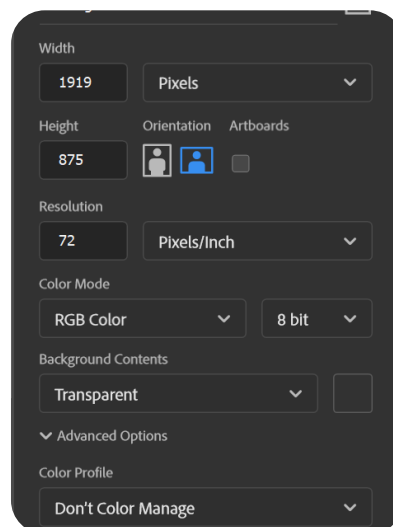 Width
1919 Pixels
Height Orientation Artboards
875
Resolution
72 Pixels/Inch
Color Mode
RGB Color 8 bit
Background Contents
Transparent
Advanced Options
Color Profile
Don't Color Manage